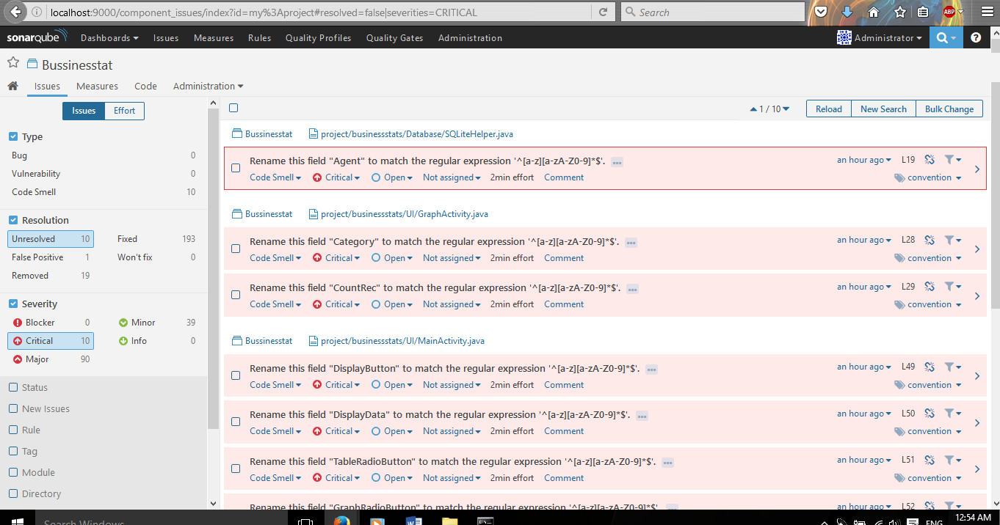 localhost:9000/component_issues/index?id=my%3Aproject#resolved=false|severities=CRITICAL
Search
ABP
sonarqube Dashboards Issues Measures Rules Quality Profiles Quality Gates Administration Administrator
Bussinesstat
Issues Measures Code Administration
Issues Effort
1 / 10 Reload New Search Bulk Change
Type
Bug 0
Vulnerability 0
Code Smell 10
Resolution
Unresolved 10 Fixed 193
False Positive 1 Won't fix 0
Removed 19
Severity
Blocker 0 Minor 39
Critical 10 Info 0
Major 90
Status
New Issues
Rule
Tag
Module
Directory
Bussinesstat project/businessstats/Database/SQLiteHelper.java
Rename this field "Agent" to match the regular expression '^[a-z][a-zA-Z0-9]*$'. ... an hour ago L19
Code Smell Critical Open Not assigned 2min effort Comment convention
Bussinesstat project/businessstats/UI/GraphActivity.java
Rename this field "Category" to match the regular expression '^[a-z][a-zA-Z0-9]*$'. ... an hour ago L28
Code Smell Critical Open Not assigned 2min effort Comment convention
Rename this field "CountRec" to match the regular expression '^[a-z][a-zA-Z0-9]*$'. ... an hour ago L29
Code Smell Critical Open Not assigned 2min effort Comment convention
Bussinesstat project/businessstats/UI/MainActivity.java
Rename this field "DisplayButton" to match the regular expression '^[a-z][a-zA-Z0-9]*$'. ... an hour ago L49
Code Smell Critical Open Not assigned 2min effort Comment convention
Rename this field "DisplayData" to match the regular expression '^[a-z][a-zA-Z0-9]*$'. ... an hour ago L50
Code Smell Critical Open Not assigned 2min effort Comment convention
Rename this field "TableRadioButton" to match the regular expression '^[a-z][a-zA-Z0-9]*$'. ... an hour ago L51
Code Smell Critical Open Not assigned 2min effort Comment convention
Rename this field "GraphRadioButton" to match the regular expression '^[a-z][a-zA-Z0-9]*$'. ... an hour ago L52
Search Windows ENG 12:54 AM